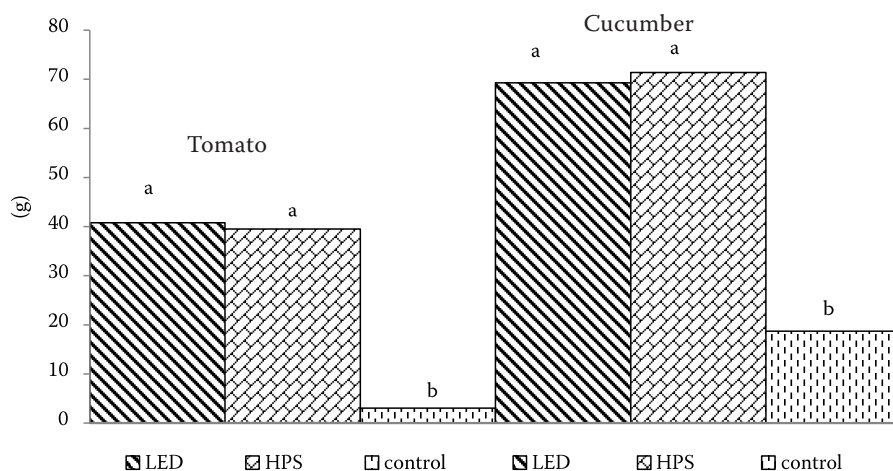 Cucumber
80
a
a
70
60
Tomato
50
a
a
(g)
40
30
b
20
10
b
0
LED HPS control LED HPS control